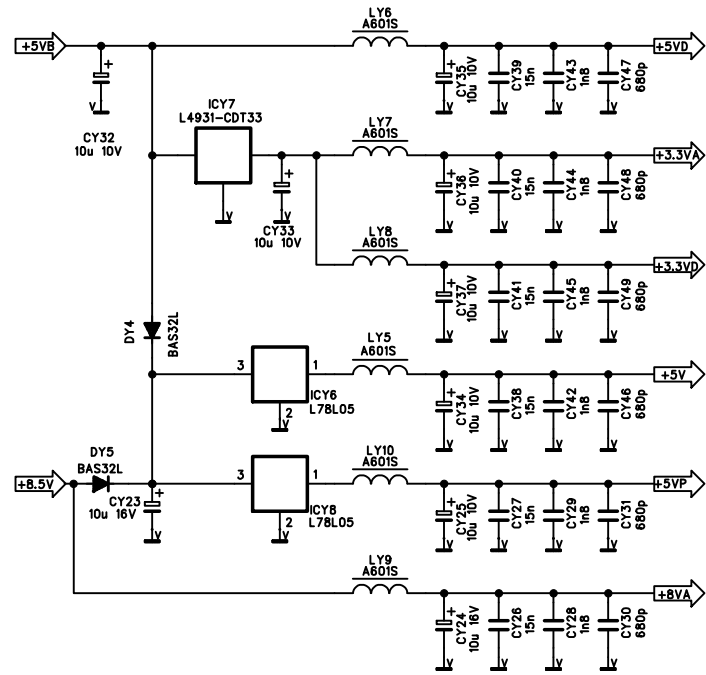 LY6
A601S
+5VB
+5VD
CY32
10u 10V
CY35
10u 10V
CY39
15n
CY43
1n8
CY47
680p
V
V
V
V
V
ICY7
L4931-CDT33
LY7
A601S
+3.3VA
V
CY33
10u 10V
V
CY36
10u 10V
CY40
15n
CY44
1n8
CY48
680p
V
V
V
V
LY8
A601S
+3.3VD
CY37
10u 10V
CY41
15n
CY45
1n8
CY49
680p
V
V
V
V
DY4
BAS32L
LY5
A601S
3
1
+5V
ICY6
L78L05
2
V
CY34
10u 10V
CY38
15n
CY42
1n8
CY46
680p
V
V
V
V
DY5
BAS32L
LY10
A601S
+8.5V
3
1
+5VP
CY23
10u 16V
V
ICY8
L78L05
2
V
CY25
10u 10V
CY27
15n
CY29
1n8
CY31
680p
V
V
V
V
LY9
A601S
+8VA
CY24
10u 16V
CY26
15n
CY28
1n8
CY30
680p
V
V
V
V